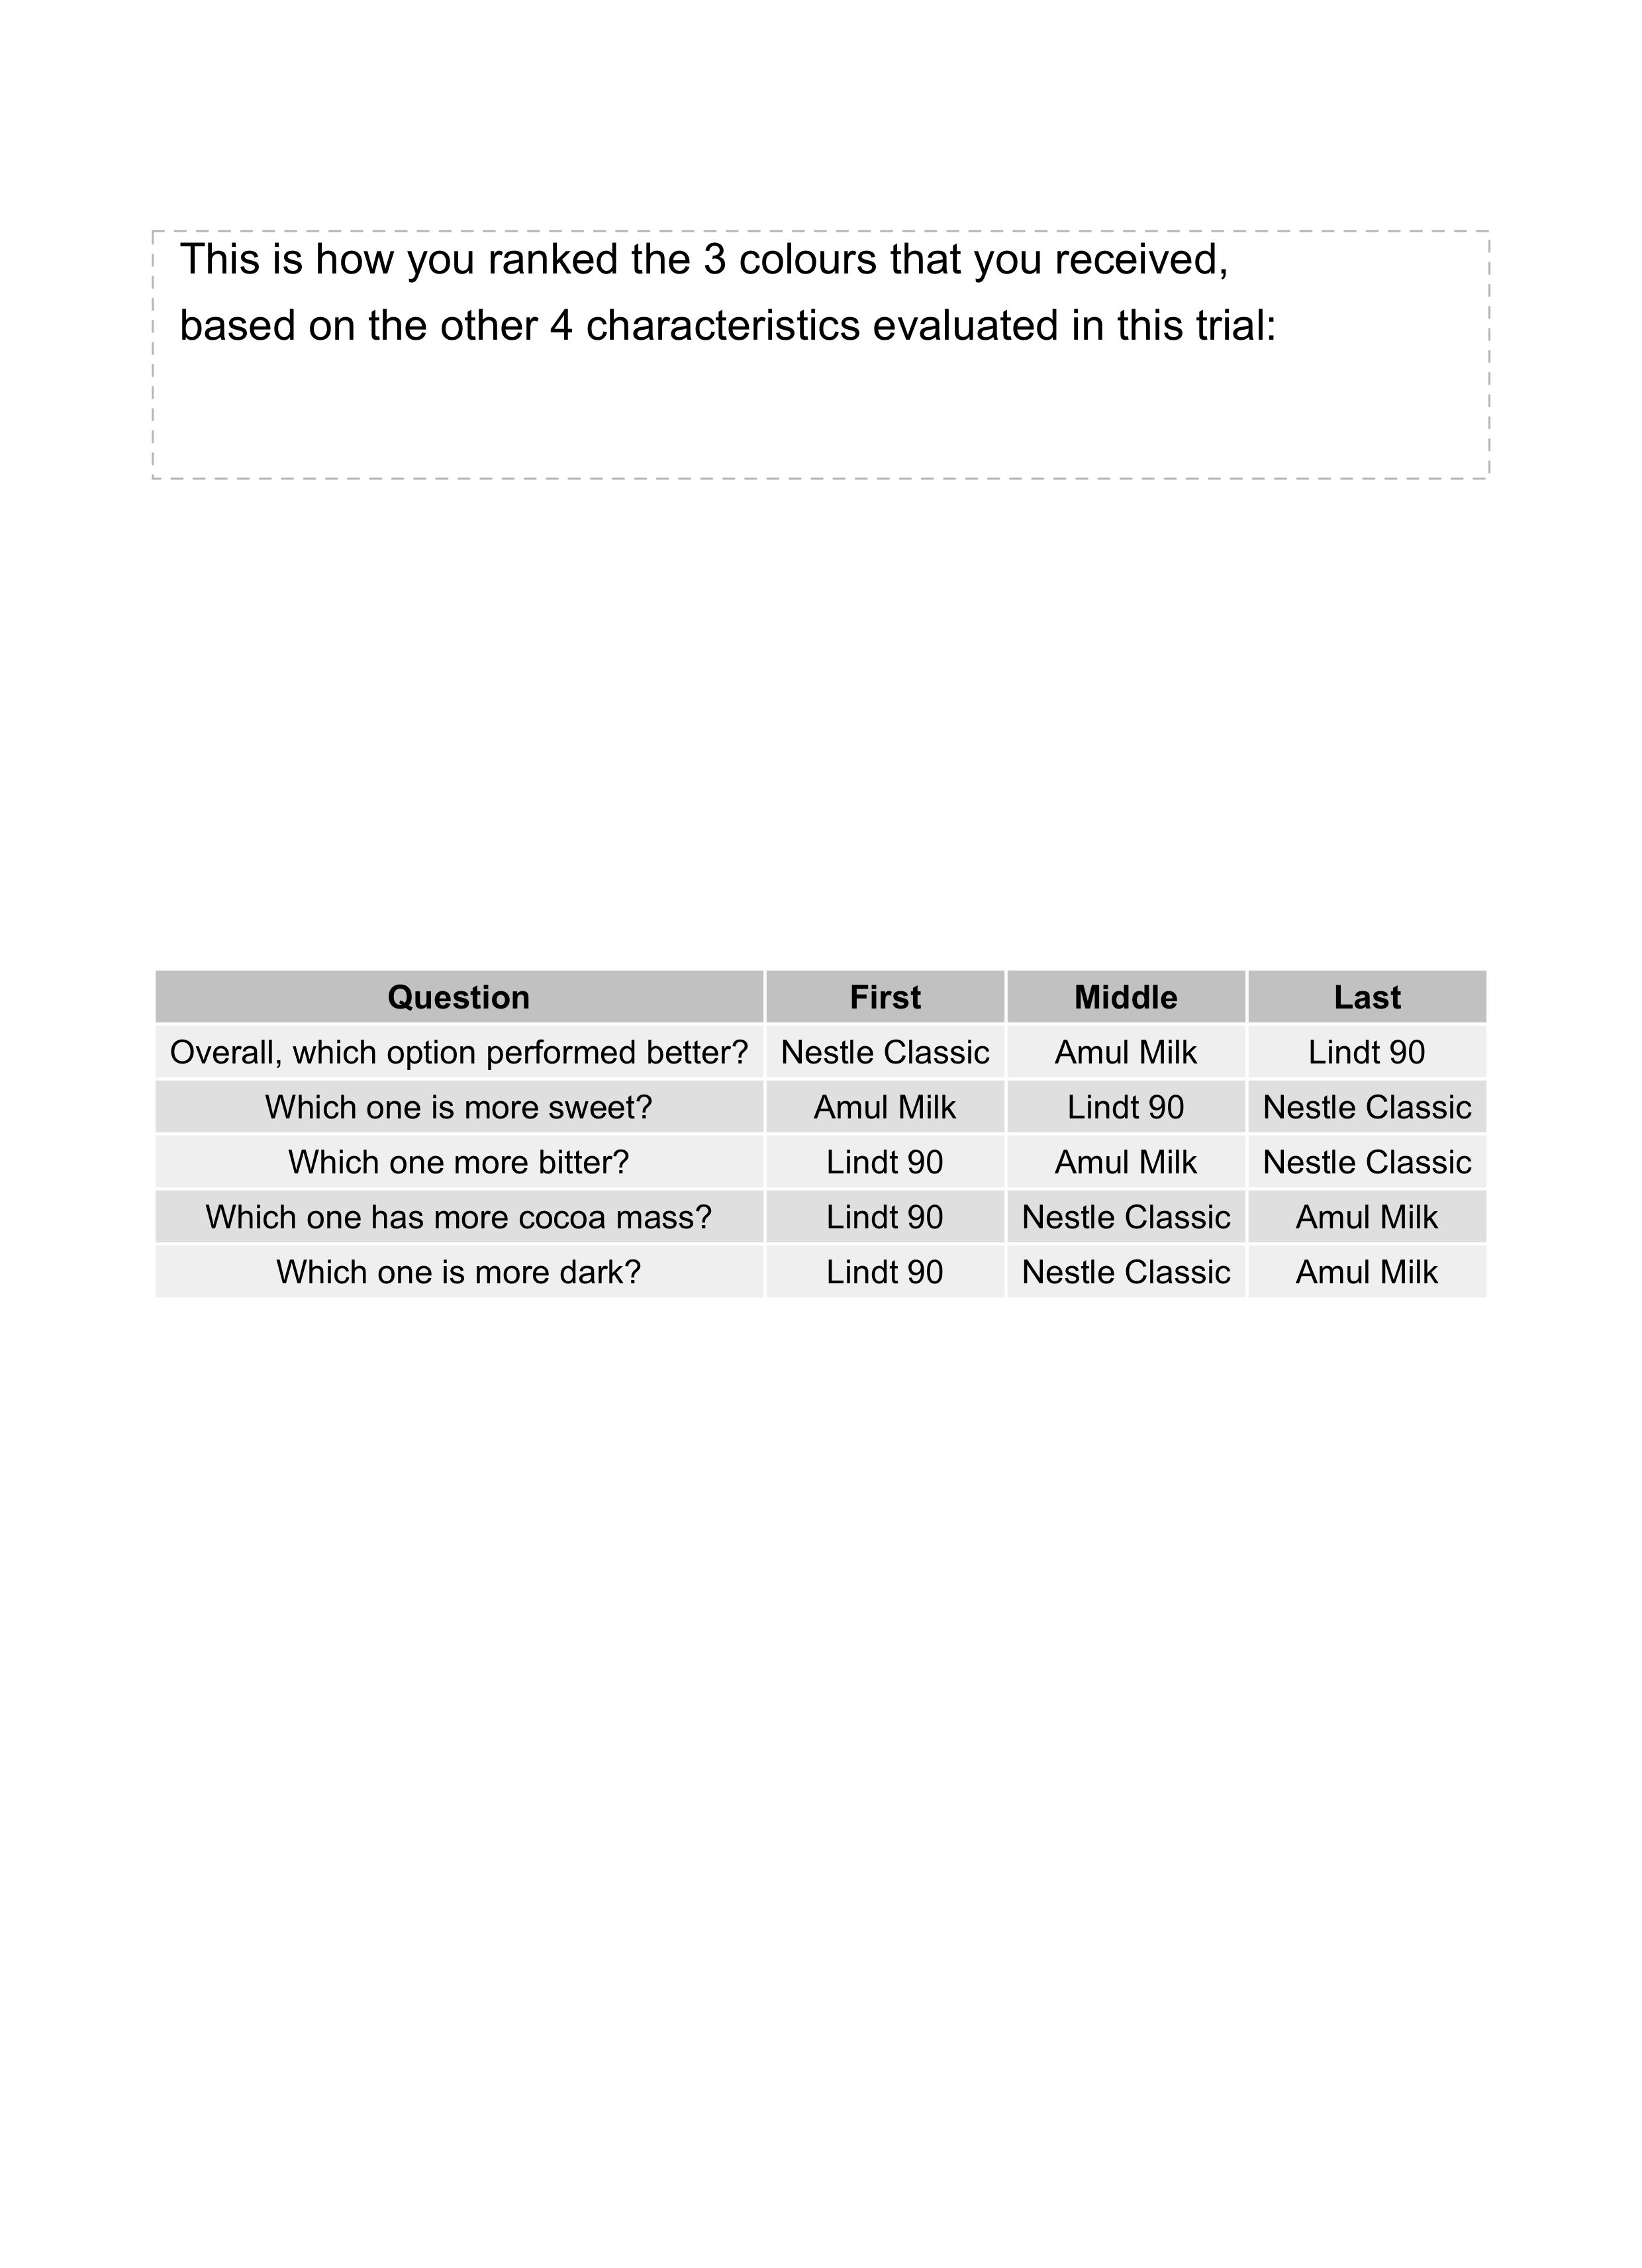 This is how you ranked the 3 colours that you received,
based on the other 4 characteristics evaluated in this trial:
Question First Middle Last
Overall, which option performed better? Nestle Classic Amul Milk Lindt 90
Which one is more sweet? Amul Milk Lindt 90 Nestle Classic
Which one more bitter? Lindt 90 Amul Milk Nestle Classic
Which one has more cocoa mass? Lindt 90 Nestle Classic Amul Milk
Which one is more dark? Lindt 90 Nestle Classic Amul Milk